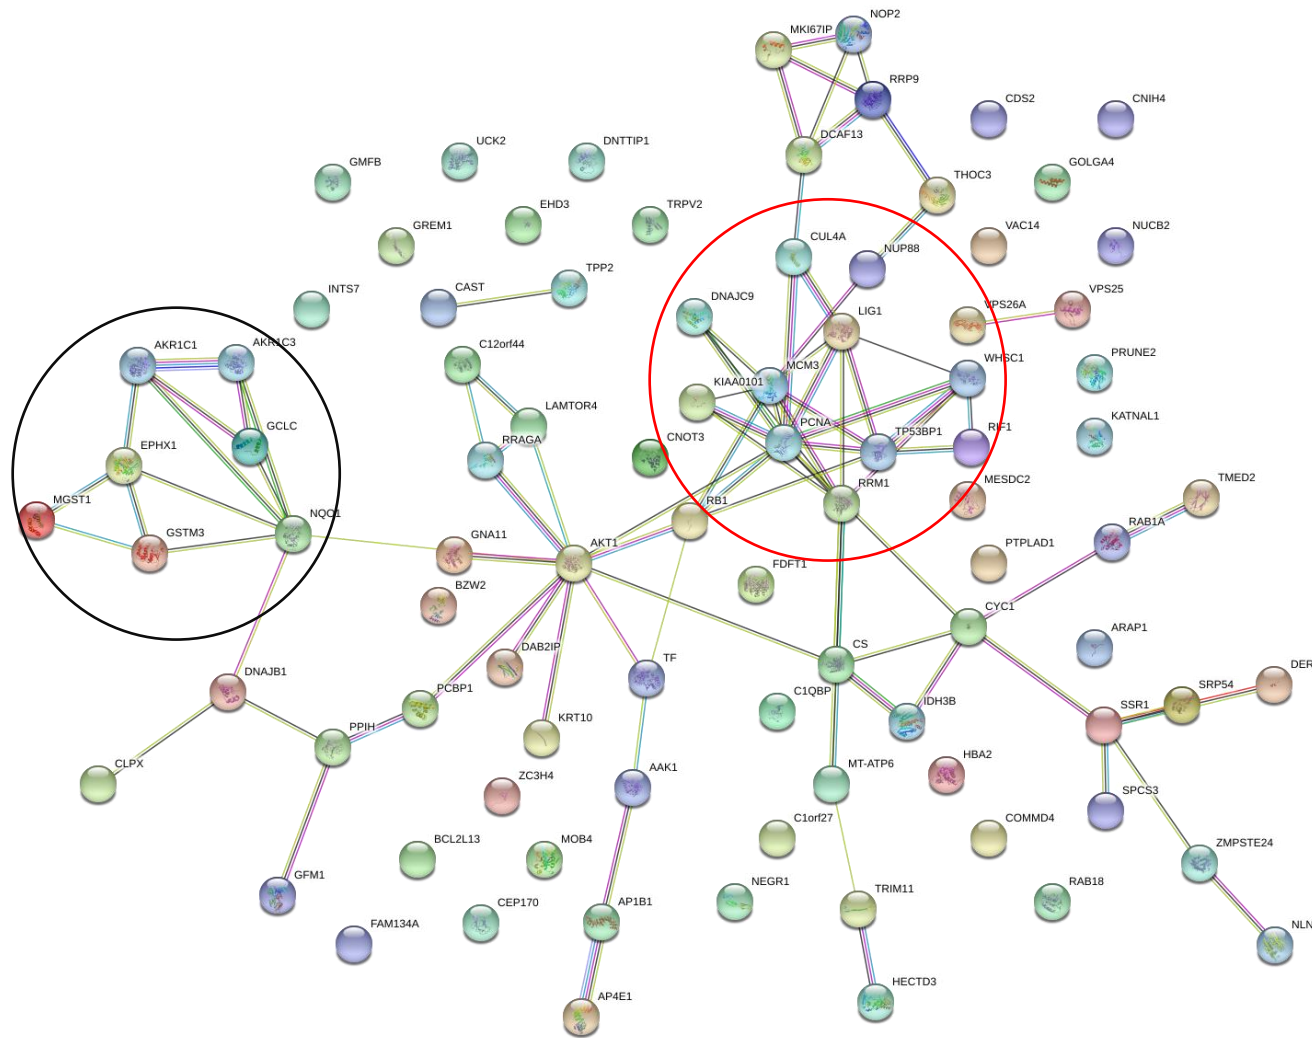 NOP2
MKI67IP
RRP9
CDS2
CNIH4
DCAF13
UCK2
DNTTIP1
GMFB
GOLGA4
THOC3
EHD3
TRPV2
GREM1
VAC14
NUCB2
CUL4A
NUP88
TPP2
INTS7
CAST
DNAJC9
LIG1
VPS26A
VPS25
AKR1C1
AKR1C3
C12orf44
MCM3
WHSC1
PRUNE2
KIAA0101
LAMTOR4
GCLC
PCNA
TP53BP1
RIF1
KATNAL1
EPHX1
RRAGA
CNOT3
MGST1
RB1
RRM1
MESDC2
TMED2
NQO1
GSTM3
RAB1A
GNA11
AKT1
PTPLAD1
FDFT1
BZW2
CYC1
ARAP1
DAB2IP
CS
TF
DER
DNAJB1
PCBP1
SRP54
C1QBP
IDH3B
SSR1
PPIH
KRT10
CLPX
AAK1
MT-ATP6
HBA2
ZC3H4
SPCS3
C1orf27
COMMD4
BCL2L13
MOB4
ZMPSTE24
GFM1
NEGR1
TRIM11
RAB18
CEP170
AP1B1
FAM134A
NLN
HECTD3
AP4E1